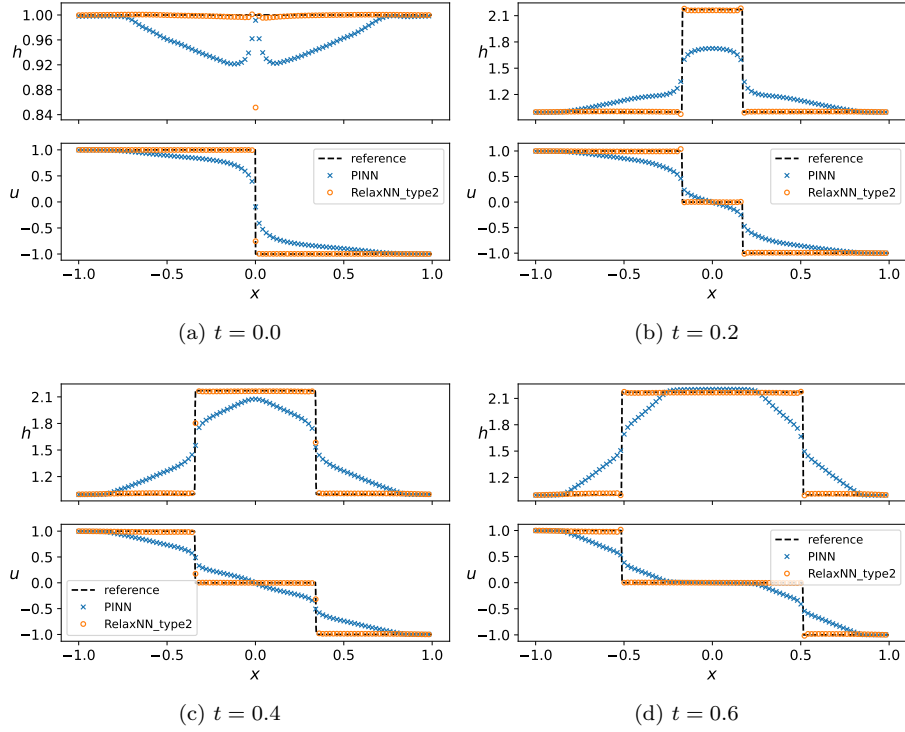 1.00
0.96
h
0.92
0.88
0.84
1.0
0.5
u
0.0
−0.5
−1.0
reference
PINN
RelaxNN_type2
−1.0 −0.5 0.0 0.5 1.0
x
(a) t = 0.0
2.1
1.8
h
1.5
1.2
1.0
0.5
u
0.0
−0.5
−1.0
reference
PINN
RelaxNN_type2
−1.0 −0.5 0.0 0.5 1.0
x
(b) t = 0.2
2.1
1.8
h
1.5
1.2
1.0
0.5
u
0.0
−0.5
−1.0
reference
PINN
RelaxNN_type2
−1.0 −0.5 0.0 0.5 1.0
x
(c) t = 0.4
2.1
1.8
h
1.5
1.2
1.0
0.5
u
0.0
−0.5
−1.0
reference
PINN
RelaxNN_type2
−1.0 −0.5 0.0 0.5 1.0
x
(d) t = 0.6